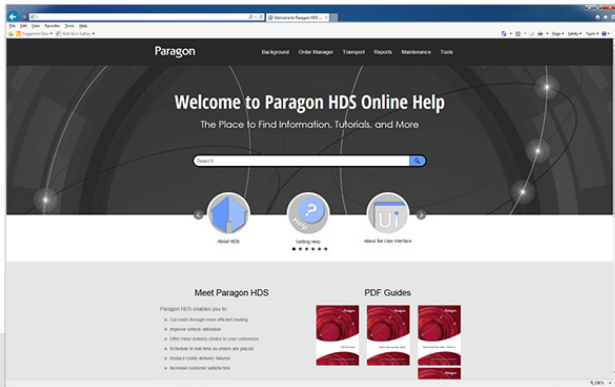 Welcome to Paragon HDS...
File Edit View Favorites Tools Help
Suggested Sites Web Slice Gallery
Page Safety Tools
Paragon
Background Order Manager Transport Reports Maintenance Tools
Welcome to Paragon HDS Online Help
The Place to Find Information, Tutorials, and More
Search
Help
Ui
About HDS Getting Help About the User Interface
Meet Paragon HDS PDF Guides
Paragon HDS enables you to:
Cut costs through more efficient routing
Improve vehicle utilisation
Offer more delivery choice to your customers
Schedule in real time as orders are placed
Reduce costly delivery failures
Increase customer satisfaction